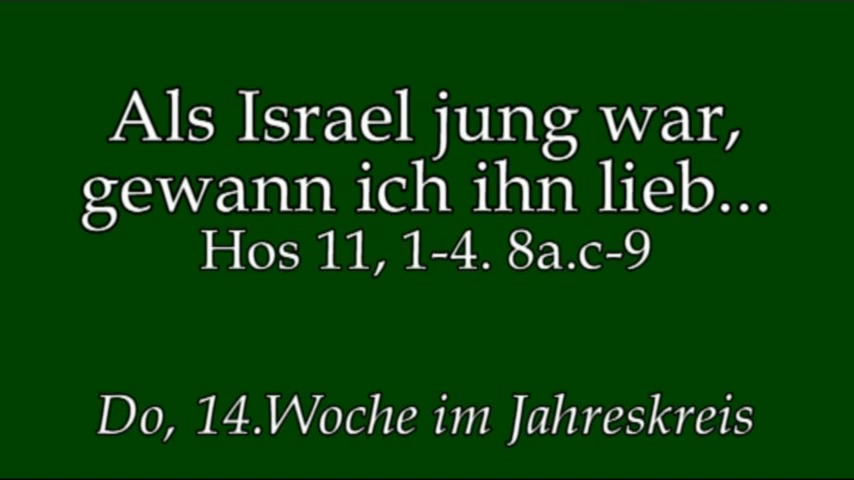 Als Israel jung war,
gewann ich ihn lieb...
Hos 11, 1-4. 8a.c-9
Do, 14.Woche im Jahreskreis